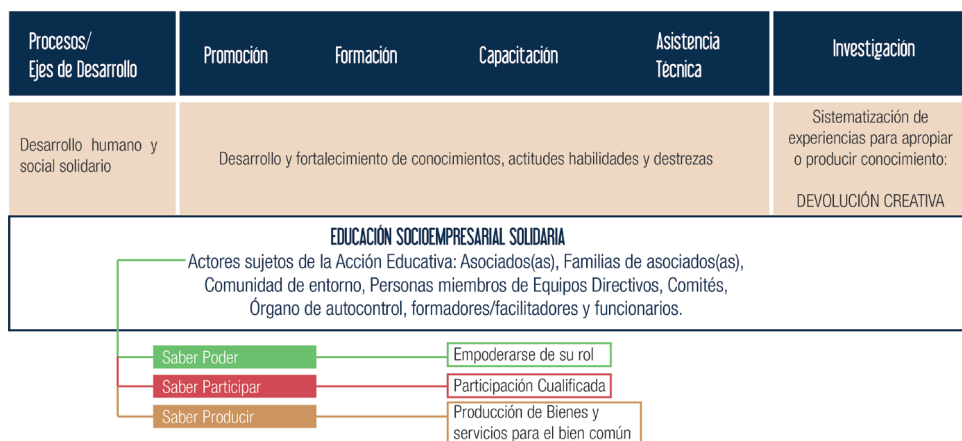 Procesos/
Ejes de Desarrollo
Promoción
Formación
Capacitación
Asistencia
Técnica
Investigación
Desarrollo humano y
social solidario
Desarrollo y fortalecimiento de conocimientos, actitudes habilidades y destrezas
Sistematización de
experiencias para apropiar
o producir conocimiento:
DEVOLUCIÓN CREATIVA
EDUCACIÓN SOCIOEMPRESARIAL SOLIDARIA
Actores sujetos de la Acción Educativa: Asociados(as), Familias de asociados(as),
Comunidad de entorno, Personas miembros de Equipos Directivos, Comités,
Órgano de autocontrol, formadores/facilitadores y funcionarios.
Saber Poder
Empoderarse de su rol
Saber Participar
Participación Cualificada
Saber Producir
Producción de Bienes y
servicios para el bien común